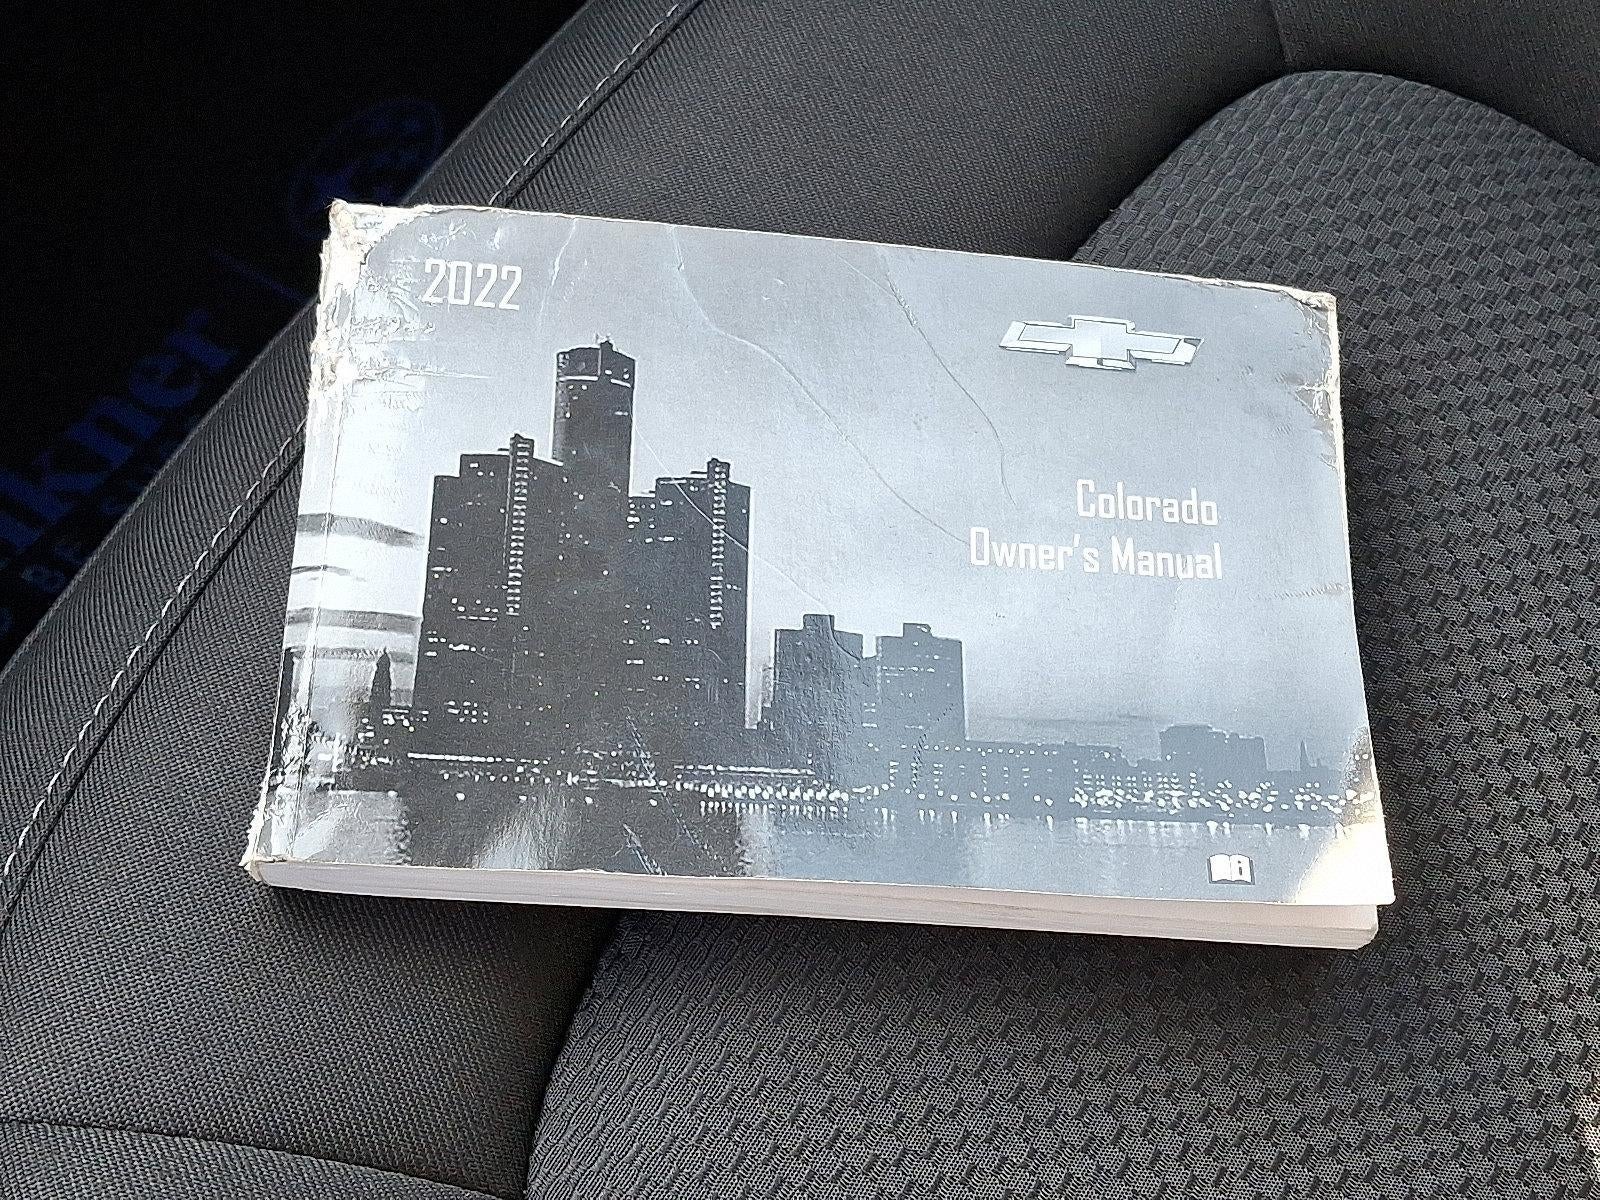 2022
Colorado
Owner's Manual
i